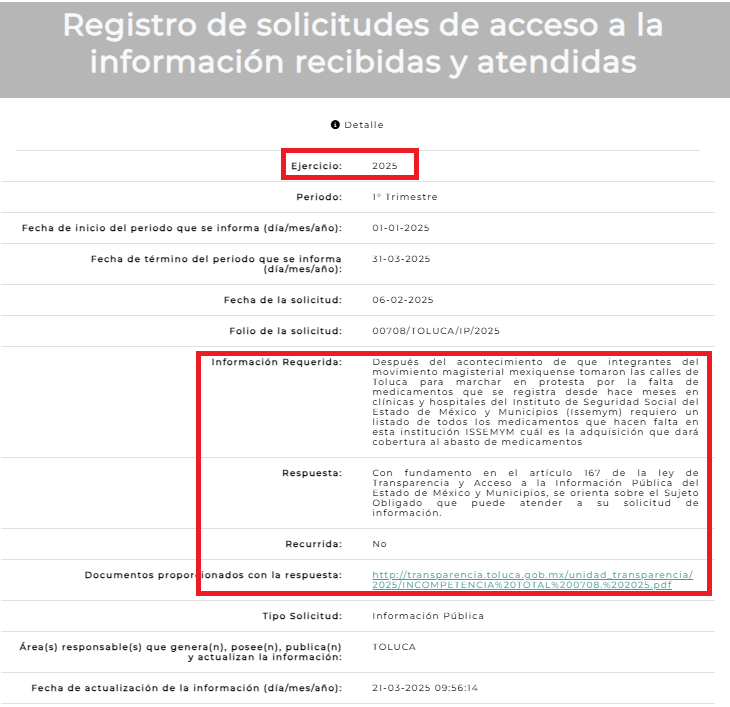 Registro de solicitudes de acceso a la
información recibidas y atendidas
Detalle
Ejercicio: 2025
Periodo: 1° Trimestre
Fecha de inicio del periodo que se informa (día/mes/año): 01-01-2025
Fecha de término del periodo que se informa
(día/mes/año): 31-03-2025
Fecha de la solicitud: 06-02-2025
Folio de la solicitud: 00708/TOLUCA/IP/2025
Información Requerida: Después del acontecimiento de que integrantes del
movimiento magisterial mexiquense tomaron las calles de
Toluca para marchar en protesta por la falta de
medicamentos que se registra desde hace meses en
clínicas y hospitales del Instituto de Seguridad Social del
Estado de México y Municipios (Issemym) requiero un
listado de todos los medicamentos que hacen falta en
esta institución ISSEMYM cuál es la adquisición que dará
cobertura al abasto de medicamentos
Respuesta: Con fundamento en el artículo 167 de la ley de
Transparencia y Acceso a la Información Pública del
Estado de México y Municipios, se orienta sobre el Sujeto
Obligado que puede atender a su solicitud de
información.
Recurrida: No
Documentos proporcionados con la respuesta: http://transparencia.toluca.gob.mx/unidad_transparencia/
2025/INCOMPETENCIA%20TOTAL%200708.%202025.pdf
Tipo Solicitud: Información Pública
Área(s) responsable(s) que genera(n), posee(n), publica(n)
y actualizan la información: TOLUCA
Fecha de actualización de la información (día/mes/año): 21-03-2025 09:56:14